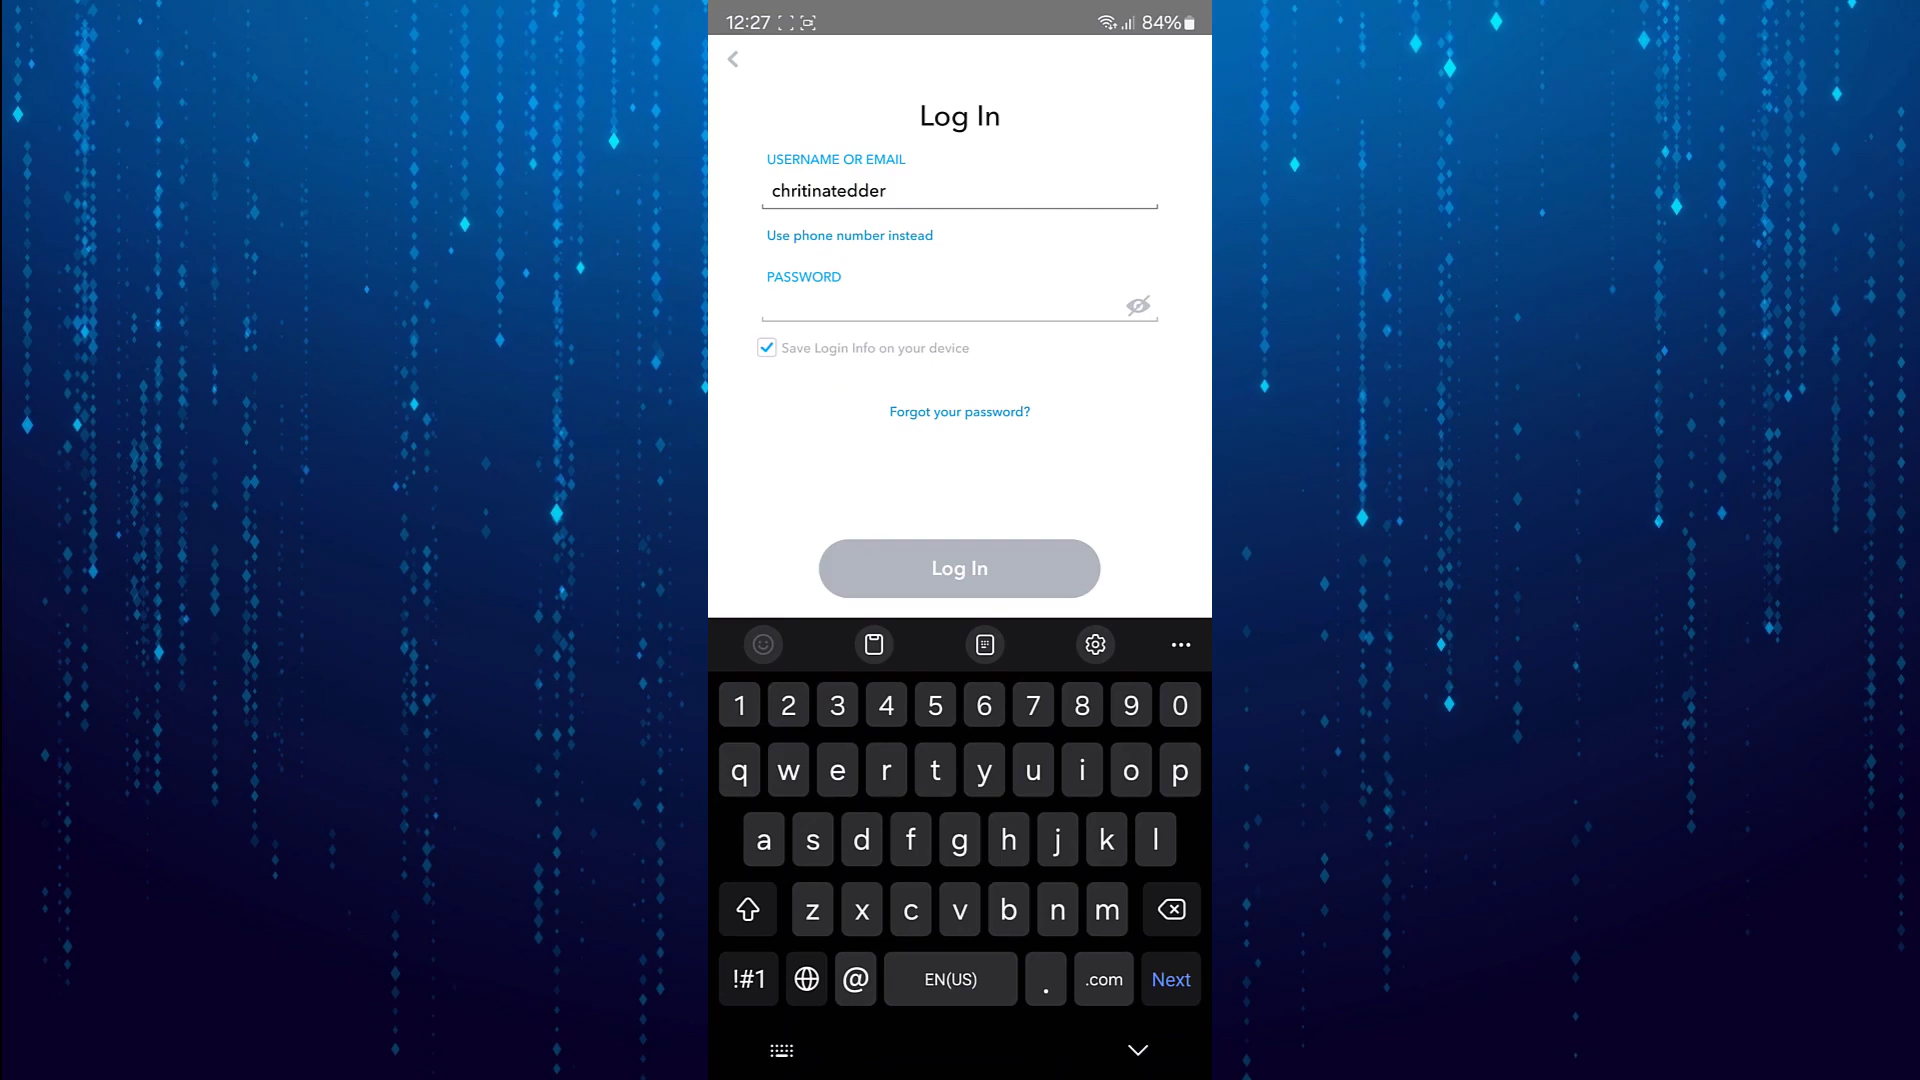 12:27 84%
Log In
USERNAME OR EMAIL
chritinatedder
Use phone number instead
PASSWORD
Save Login Info on your device
Forgot your password?
Log In
1 2 3 4 5 6 7 8 9 0
q w e r t y u i o p
a s d f g h j k l
z x c v b n m
!#1 @ EN(US) . .com Next